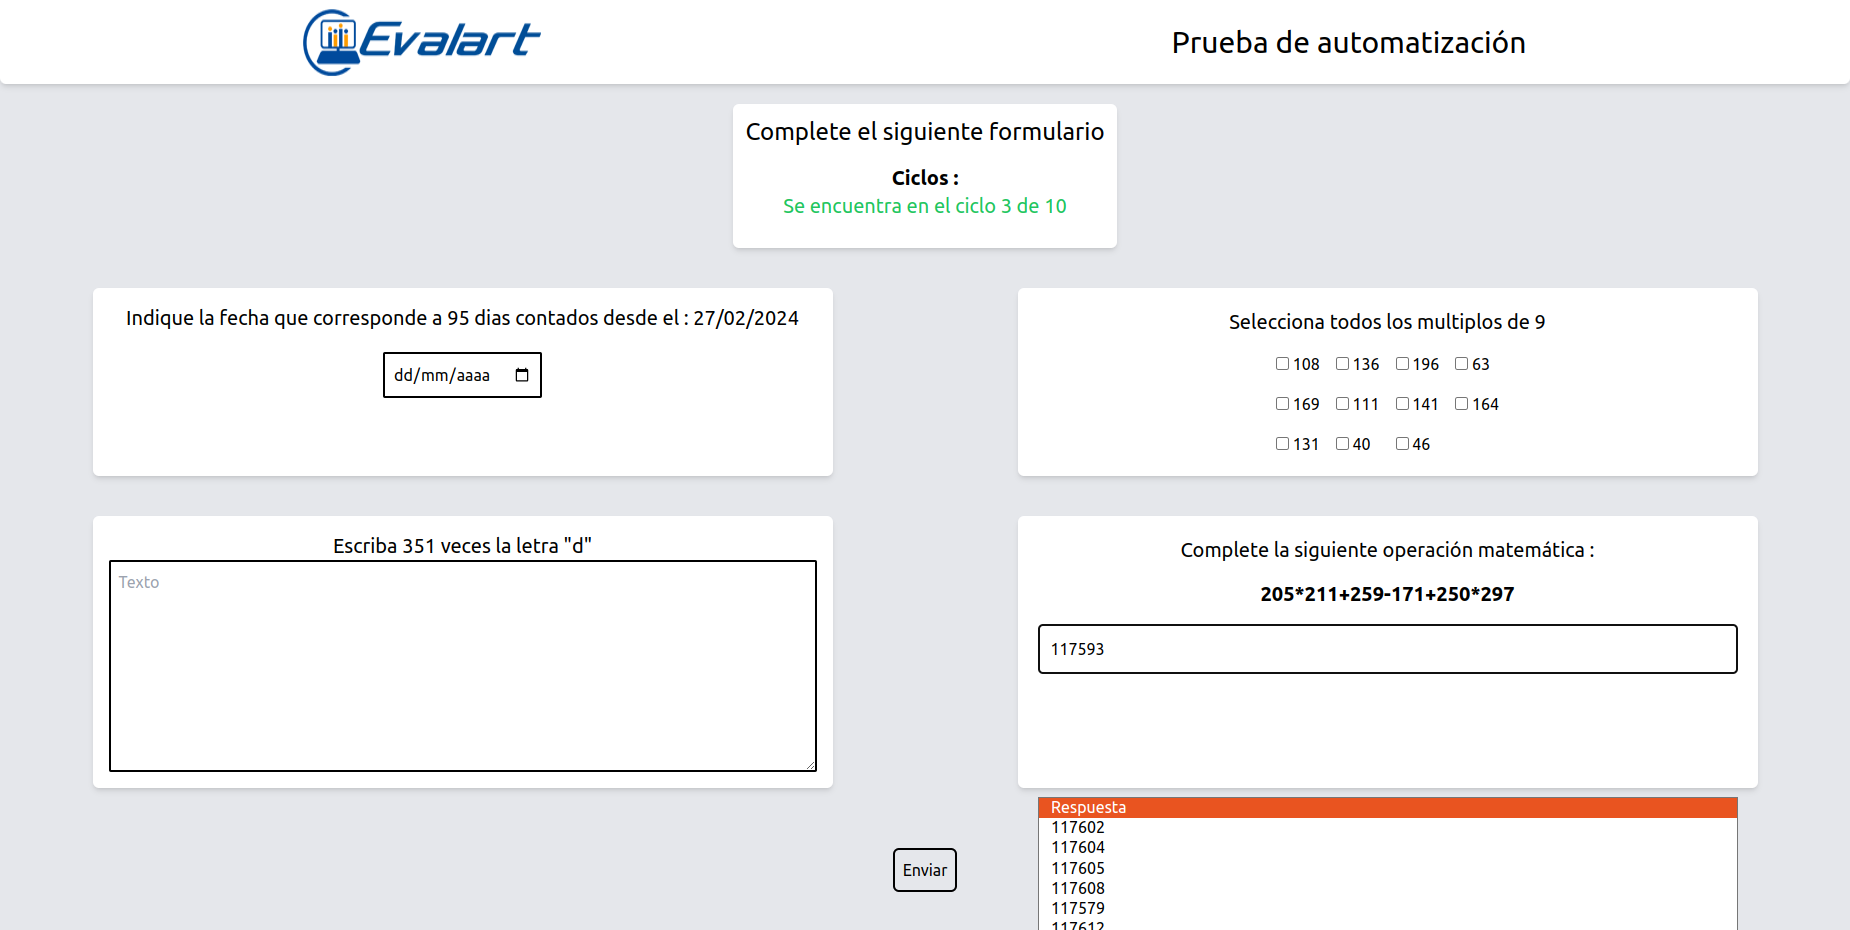 Evalart
Prueba de automatización
Complete el siguiente formulario
Ciclos :
Se encuentra en el ciclo 3 de 10
Indique la fecha que corresponde a 95 dias contados desde el : 27/02/2024
dd/mm/aaaa
Selecciona todos los multiplos de 9
108 136 196 63
169 111 141 164
131 40 46
Escriba 351 veces la letra "d"
Texto
Complete la siguiente operación matemática :
205*211+259-171+250*297
117593
Respuesta
117602
117604
117605
117608
117579
117612
Enviar